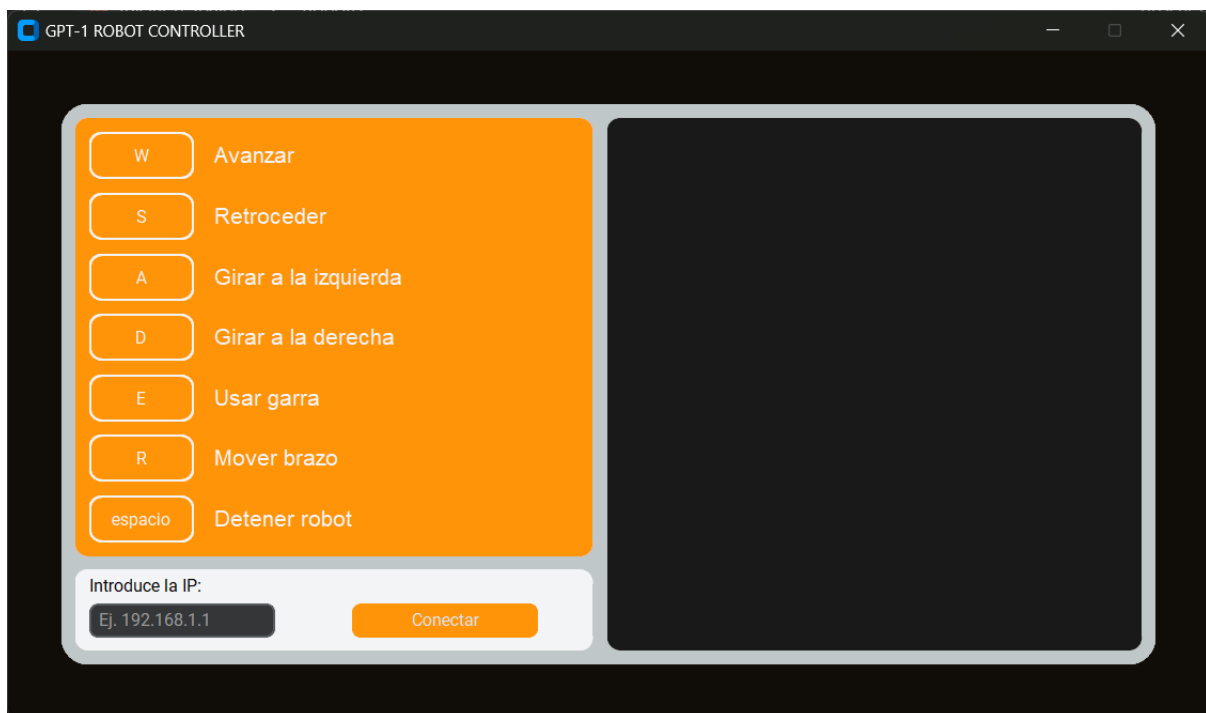 GPT-1 ROBOT CONTROLLER
W Avanzar
S Retroceder
A Girar a la izquierda
D Girar a la derecha
E Usar garra
R Mover brazo
espacio Detener robot
Introduce la IP:
Ej. 192.168.1.1 Conectar